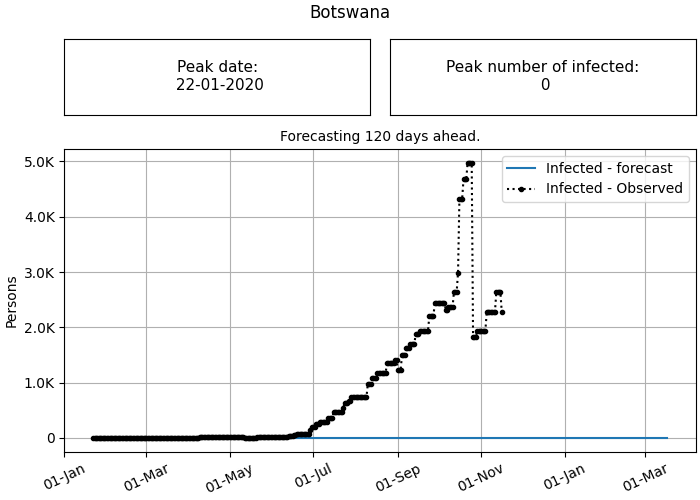 Botswana
Peak date:
22-01-2020
Peak number of infected:
0
Forecasting 120 days ahead.
Infected - forecast
Infected - Observed
Persons
5.0K
4.0K
3.0K
2.0K
1.0K
0
01-Jan
01-Mar
01-May
01-Jul
01-Sep
01-Nov
01-Jan
01-Mar